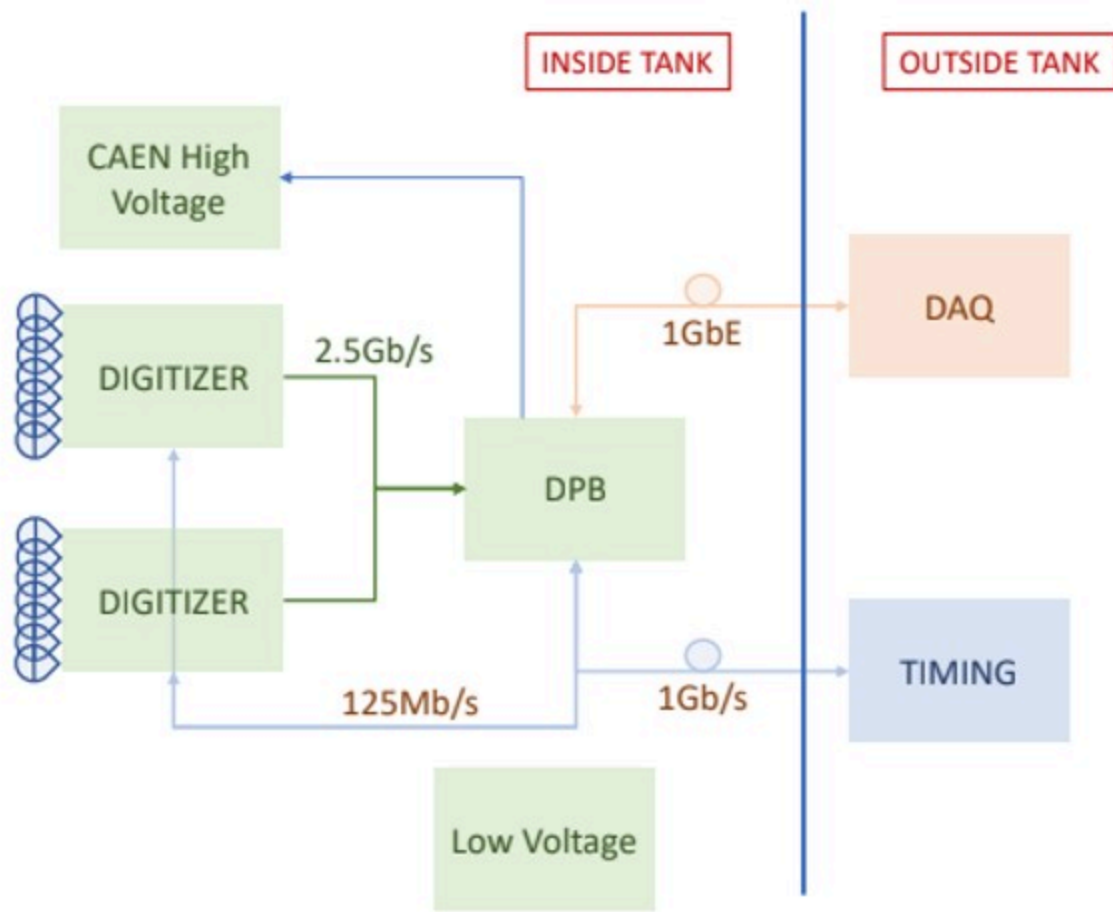 INSIDE TANK
OUTSIDE TANK
CAEN High
Voltage
DAQ
1GbE
2.5Gb/s
DIGITIZER
DPB
DIGITIZER
TIMING
125Mb/s
1Gb/s
Low Voltage